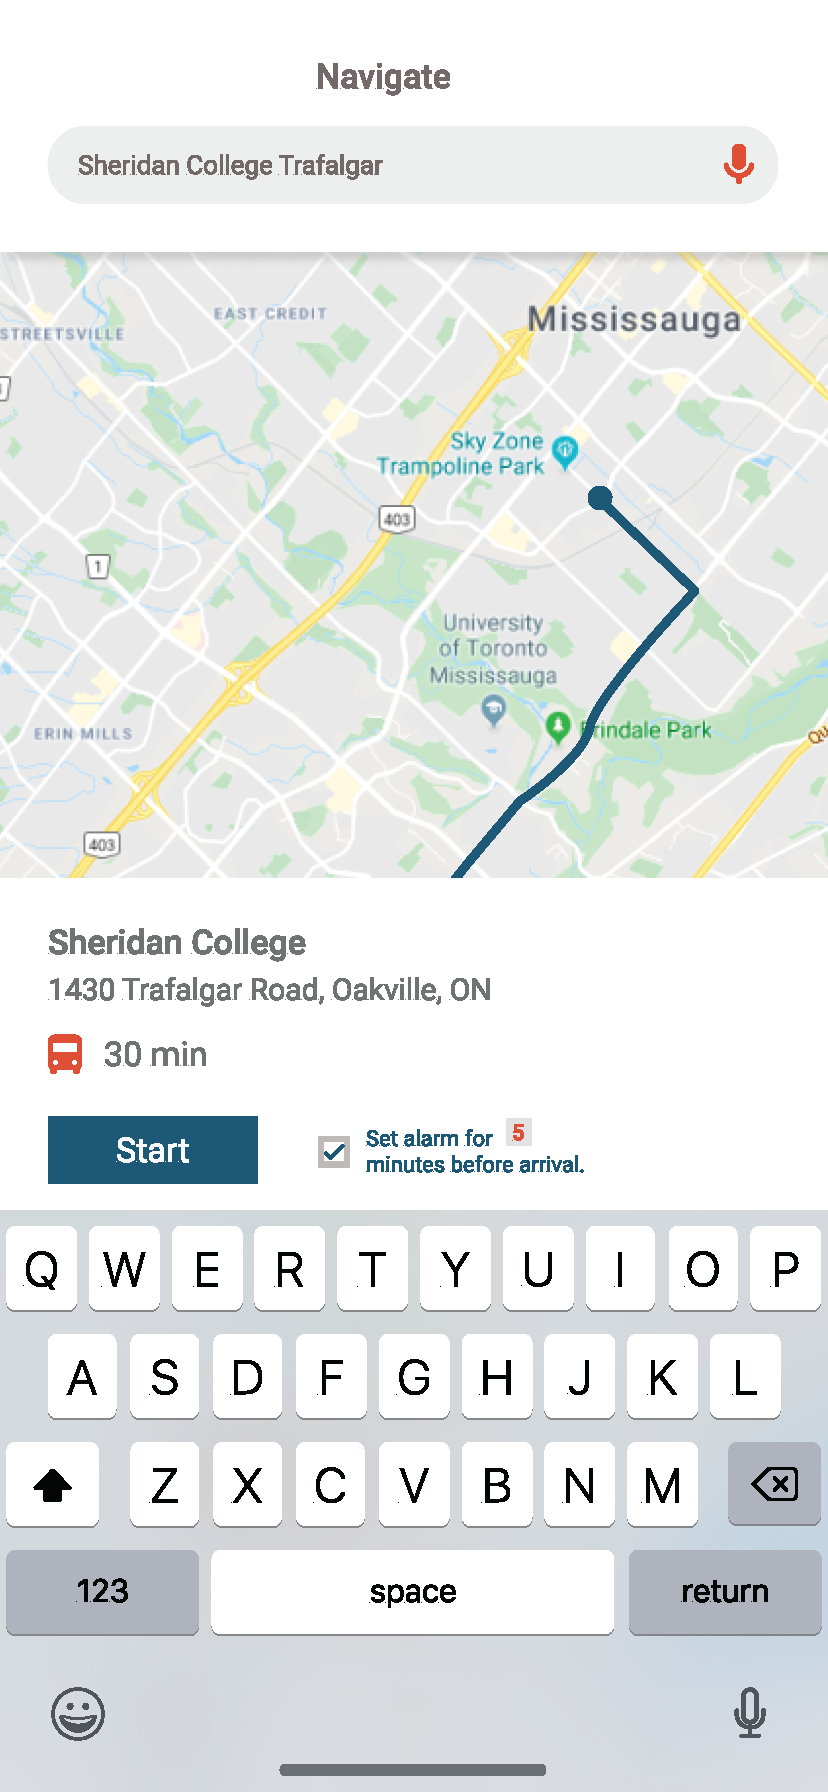 Navigate
Sheridan College Trafalgar
EAST CREDIT
Mississauga
STREETSVILLE
Sky Zone
Trampoline Park
403
1
University
of Toronto
Mississauga
Brindale Park
ERIN MILLS
Qu
403
Sheridan College
1430 Trafalgar Road, Oakville, ON
30 min
Start
Set alarm for 5
minutes before arrival.
Q W E R T Y U I O P
A S D F G H J K L
Z X C V B N M
123 space return